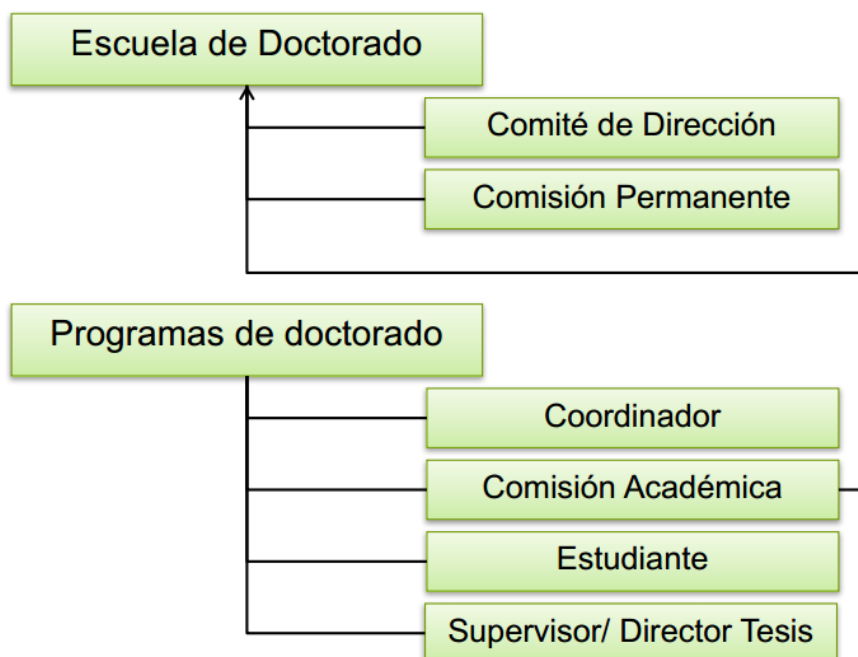 Escuela de Doctorado
Comité de Dirección
Comisión Permanente
Programas de doctorado
Coordinador
Comisión Académica
Estudiante
Supervisor/ Director Tesis